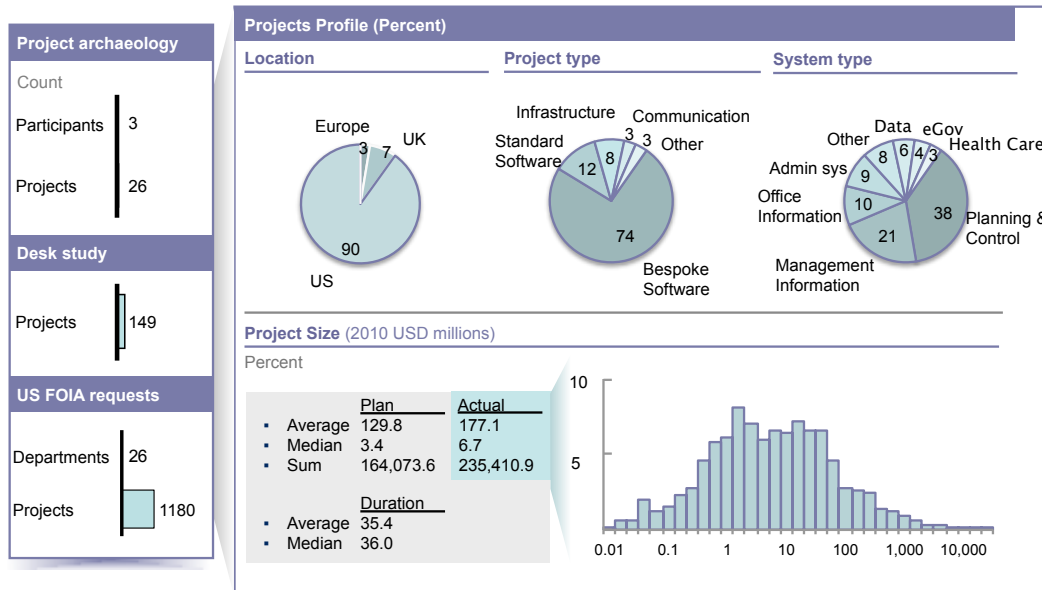 Project archaeology
Count
Participants 3
Projects 26
Desk study
Projects 149
US FOIA requests
Departments 26
Projects 1180
Projects Profile (Percent)
Location
Europe
UK
3
7
90
US
Project type
Infrastructure
Communication
Standard
Software
Other
3
3
8
12
74
Bespoke
Software
System type
Data
eGov
Other
Health Care
Admin sys
Office
Information
Planning &
Control
Management
Information
8
6
4
3
9
10
38
21
Project Size (2010 USD millions)
Percent
Plan Actual
▪ Average 129.8 177.1
▪ Median 3.4 6.7
▪ Sum 164,073.6 235,410.9
Duration
▪ Average 35.4
▪ Median 36.0
10
5
0
0.01 0.1 1 10 100 1,000 10,000